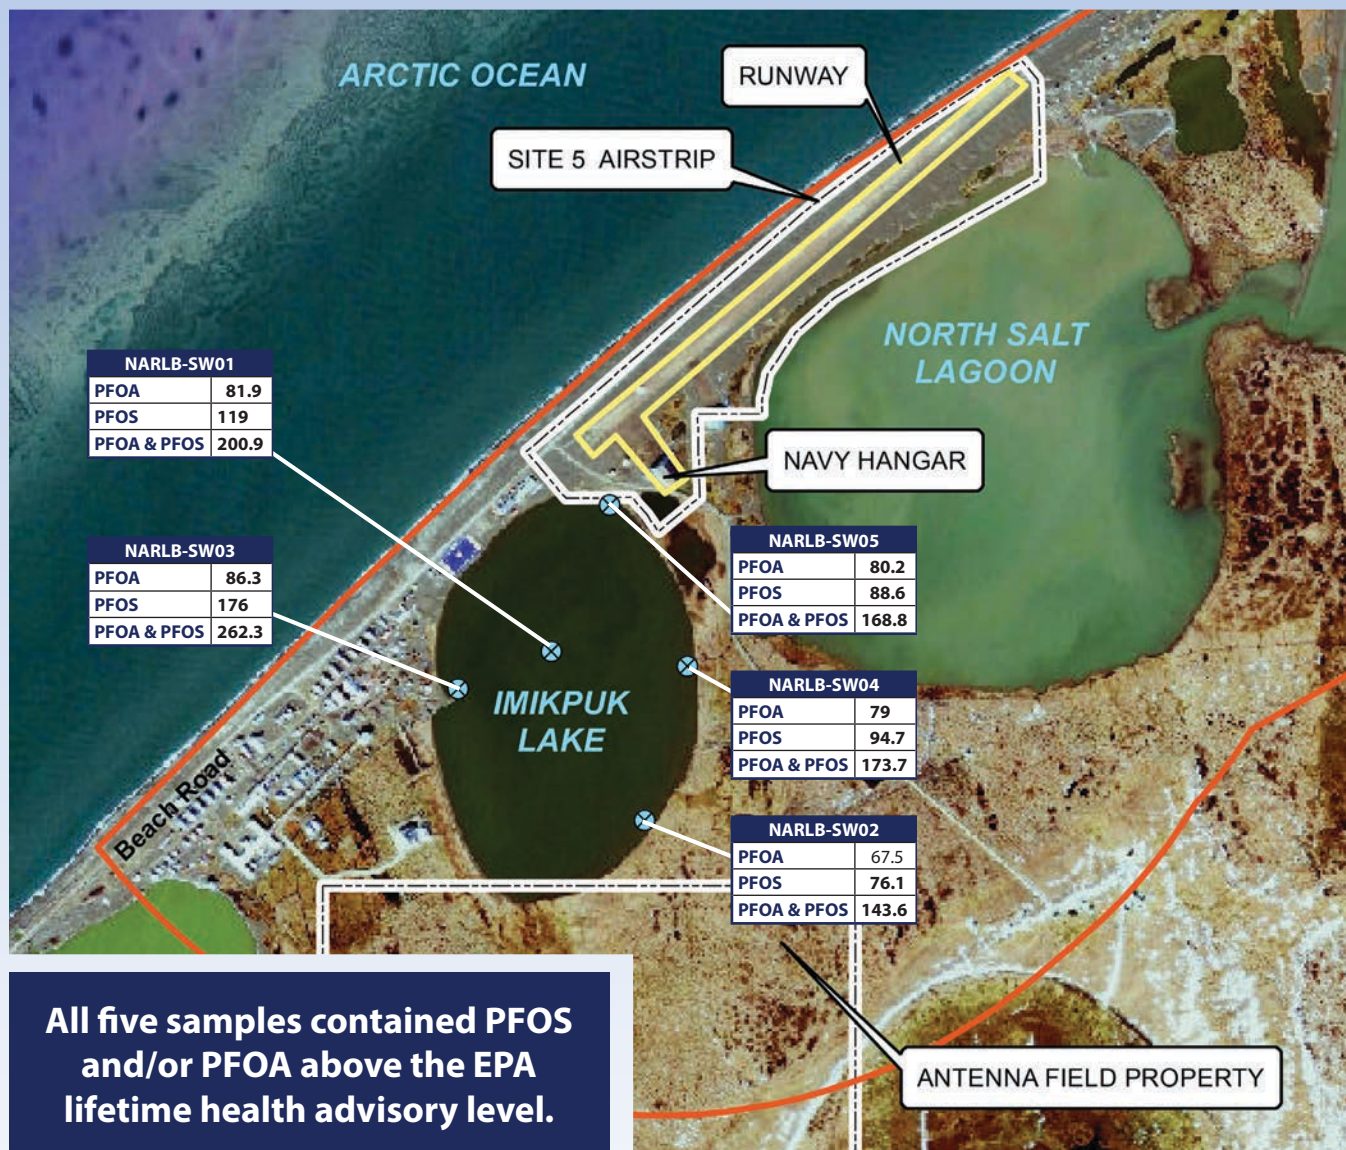 ARCTIC OCEAN
RUNWAY
SITE 5 AIRSTRIP
NORTH SALT
LAGOON
NARLB-SW01
PFOA 81.9
PFOS 119
PFOA & PFOS 200.9
NAVY HANGAR
NARLB-SW03
PFOA 86.3
PFOS 176
PFOA & PFOS 262.3
NARLB-SW05
PFOA 80.2
PFOS 88.6
PFOA & PFOS 168.8
IMIKPUK
LAKE
NARLB-SW04
PFOA 79
PFOS 94.7
PFOA & PFOS 173.7
Beach Road
NARLB-SW02
PFOA 67.5
PFOS 76.1
PFOA & PFOS 143.6
All five samples contained PFOS
and/or PFOA above the EPA
lifetime health advisory level.
ANTENNA FIELD PROPERTY